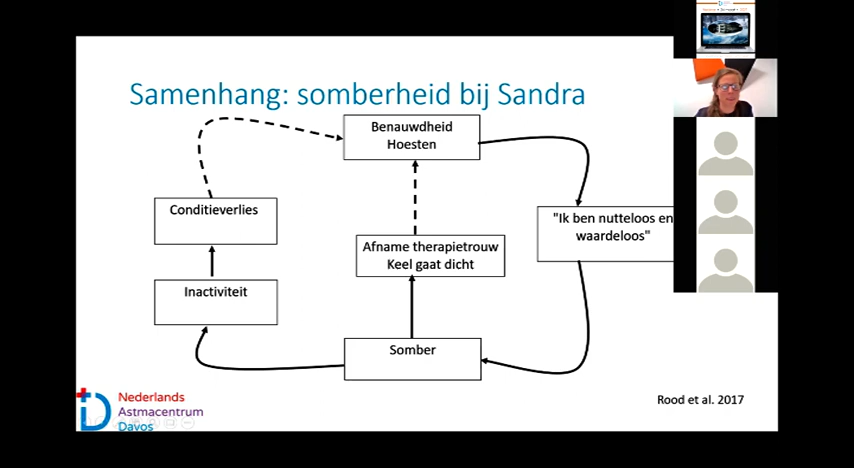 Samenhang: somberheid bij Sandra
Benauwdheid
Hoesten
Conditieverlies
"Ik ben nutteloos en
waardeloos"
Afname therapietrouw
Keel gaat dicht
Inactiviteit
Somber
Nederlands
Astmacentrum
Davos
Rood et al. 2017